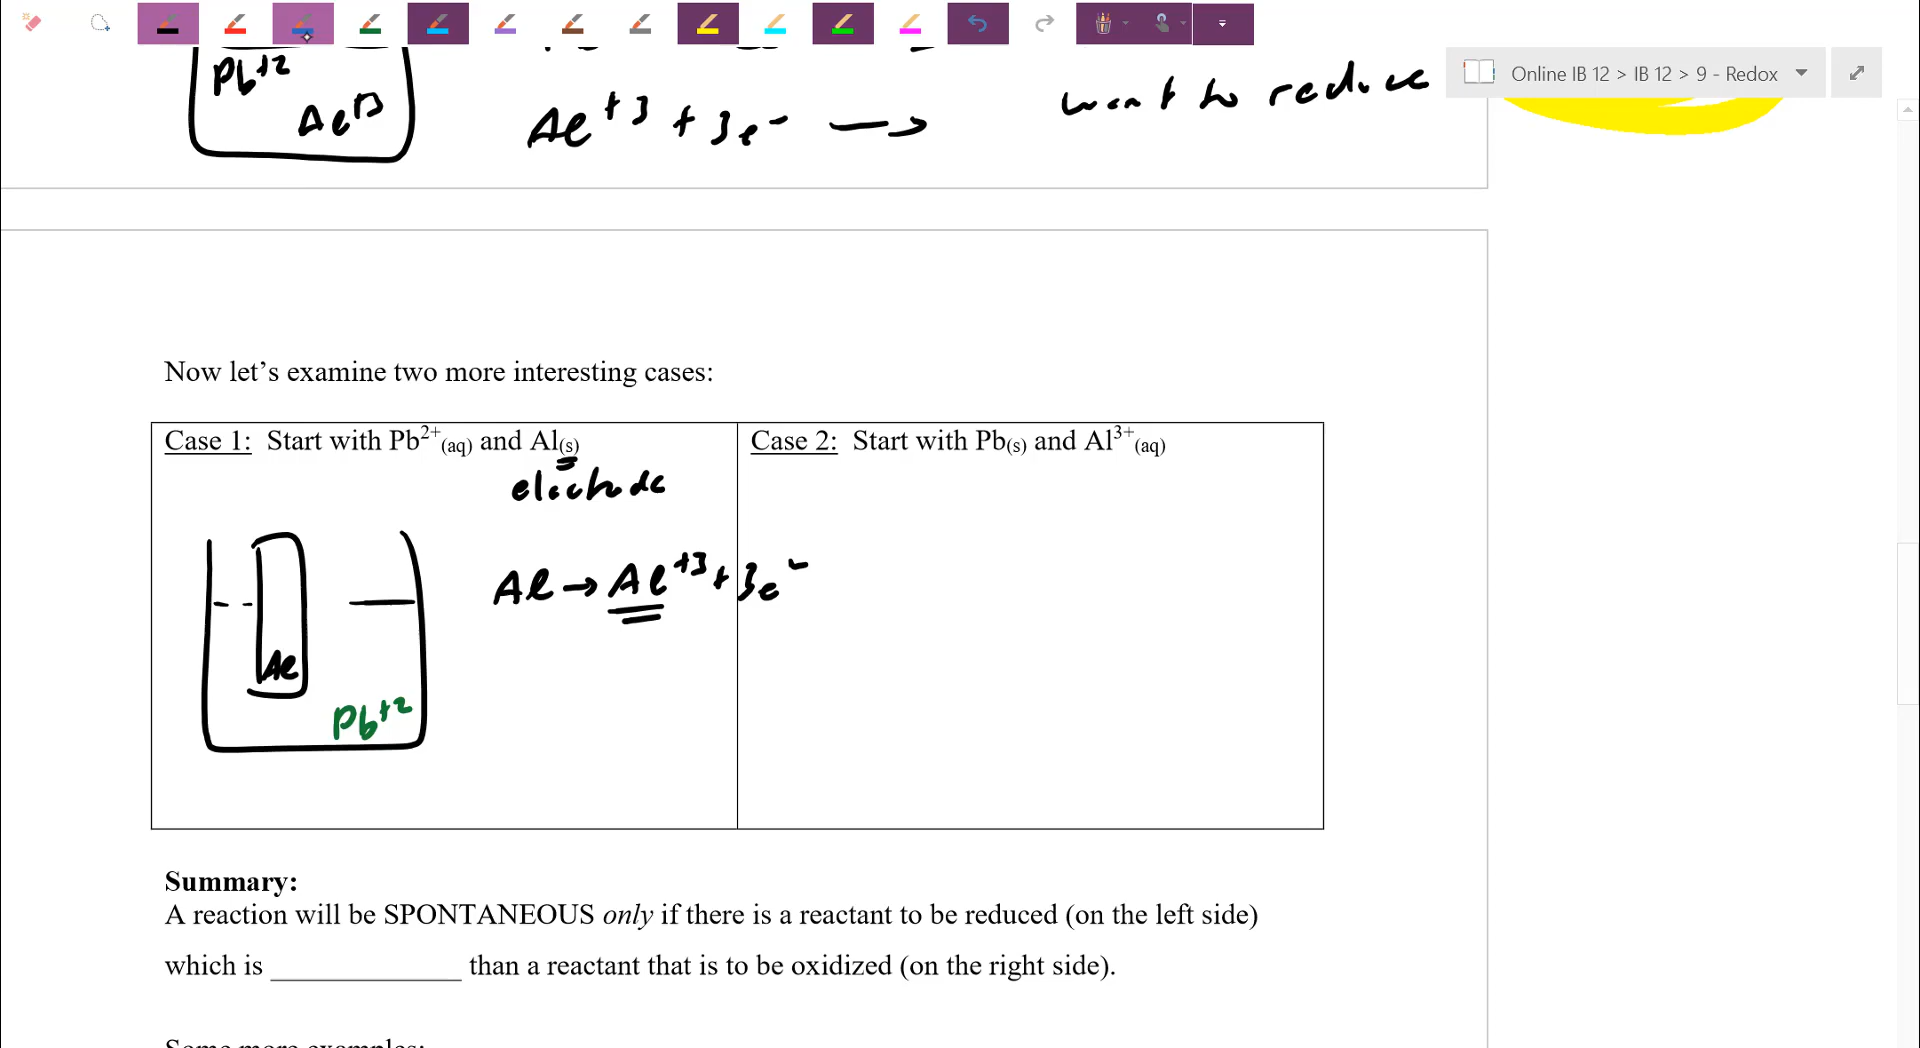 Online IB 12 > IB 12 > 9 - Redox
Pb+2
Al+3
Al+3 + 3e- →
want to reduce
Now let’s examine two more interesting cases:
Case 1: Start with Pb2+(aq) and Al(s)
electrode
Al → Al+3 + 3e-
Al
Pb+2
Case 2: Start with Pb(s) and Al3+(aq)
Summary:
A reaction will be SPONTANEOUS only if there is a reactant to be reduced (on the left side)
which is ______________ than a reactant that is to be oxidized (on the right side).
Some more examples: